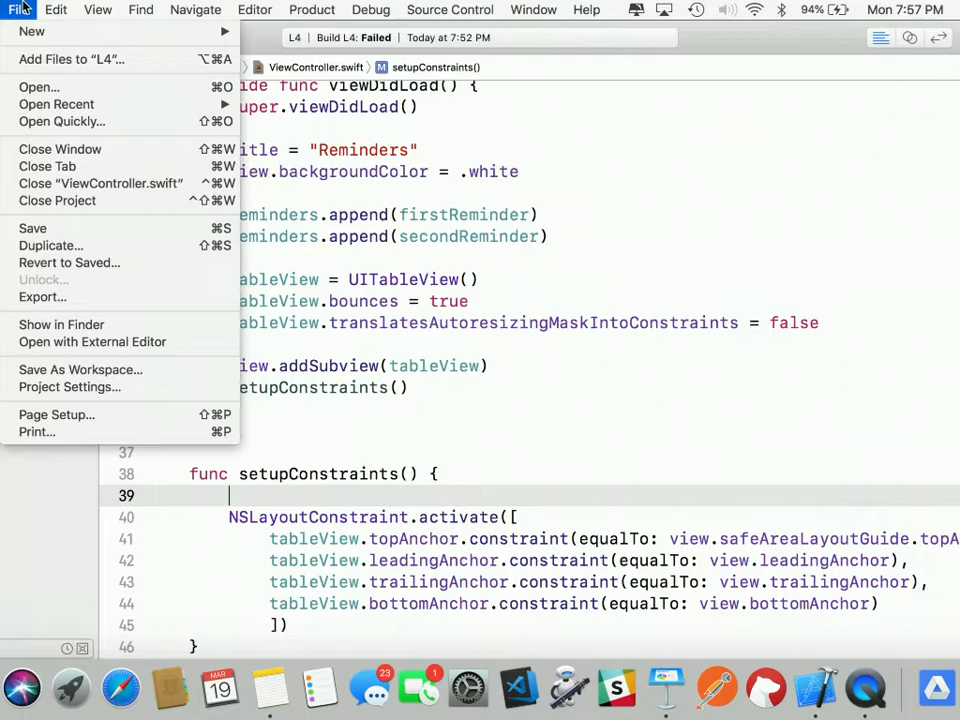 File Edit View Find Navigate Editor Product Debug Source Control Window Help 94% Mon 7:57 PM
New
L4 | Build L4: Failed | Today at 7:52 PM
Add Files to “L4”... ⌥⌘A
ViewController.swift M setupConstraints()
ide func viewDidLoad() {
Open... ⌘O
Open Recent
uper.viewDidLoad()
Open Quickly... ⇧⌘O
Close Window ⇧⌘W
itle = "Reminders"
Close Tab ⌘W
iew.backgroundColor = .white
Close “ViewController.swift” ^⌘W
Close Project ^⇧⌘W
eminders.append(firstReminder)
Save ⌘S
eminders.append(secondReminder)
Duplicate... ⇧⌘S
Revert to Saved...
Unlock...
ableView = UITableView()
Export...
ableView.bounces = true
Show in Finder
ableView.translatesAutoresizingMaskIntoConstraints = false
Open with External Editor
Save As Workspace...
iew.addSubview(tableView)
Project Settings...
etupConstraints()
Page Setup... ⇧⌘P
Print... ⌘P
37
38 func setupConstraints() {
39
40 NSLayoutConstraint.activate([
41 tableView.topAnchor.constraint(equalTo: view.safeAreaLayoutGuide.topA
42 tableView.leadingAnchor.constraint(equalTo: view.leadingAnchor),
43 tableView.trailingAnchor.constraint(equalTo: view.trailingAnchor),
44 tableView.bottomAnchor.constraint(equalTo: view.bottomAnchor)
45 ])
46 }
MAR 19 23 1 S